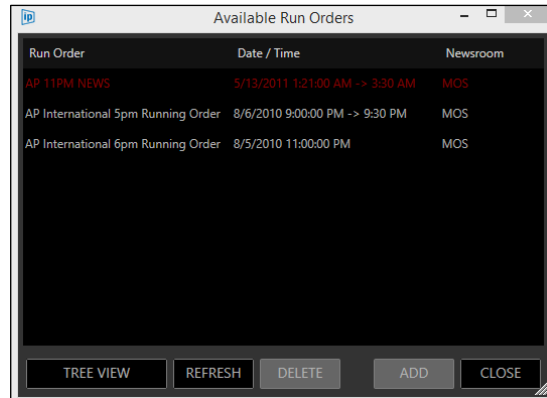 ip Available Run Orders
Run Order Date / Time Newsroom
AP 11PM NEWS 5/13/2011 1:21:00 AM -> 3:30 AM MOS
AP International 5pm Running Order 8/6/2010 9:00:00 PM -> 9:30 PM MOS
AP International 6pm Running Order 8/5/2010 11:00:00 PM MOS
TREE VIEW REFRESH DELETE ADD CLOSE